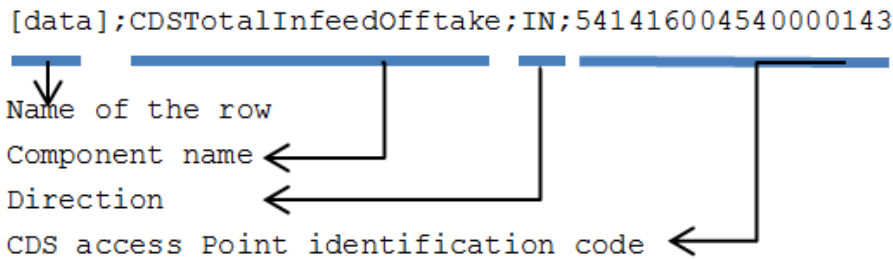 [data];CDSTotalInfeedOfftake;IN;541416004540000143
Name of the row
Component name
Direction
CDS access Point identification code